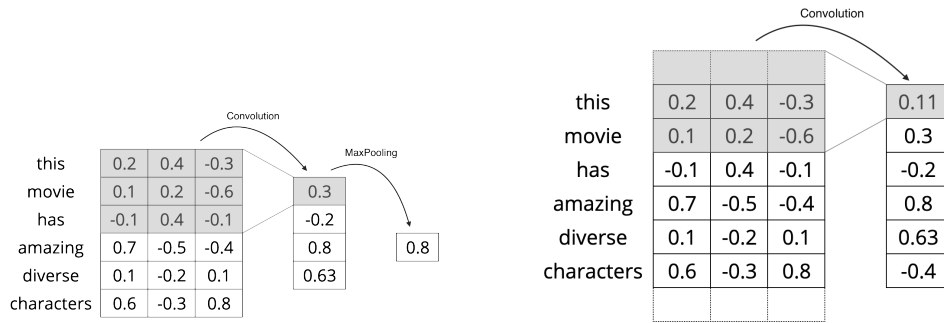 Convolution
MaxPooling
this 0.2 0.4 -0.3
movie 0.1 0.2 -0.6 0.3
has -0.1 0.4 -0.1 -0.2
amazing 0.7 -0.5 -0.4 0.8 0.8
diverse 0.1 -0.2 0.1 0.63
characters 0.6 -0.3 0.8
Convolution
this 0.2 0.4 -0.3 0.11
movie 0.1 0.2 -0.6 0.3
has -0.1 0.4 -0.1 -0.2
amazing 0.7 -0.5 -0.4 0.8
diverse 0.1 -0.2 0.1 0.63
characters 0.6 -0.3 0.8 -0.4